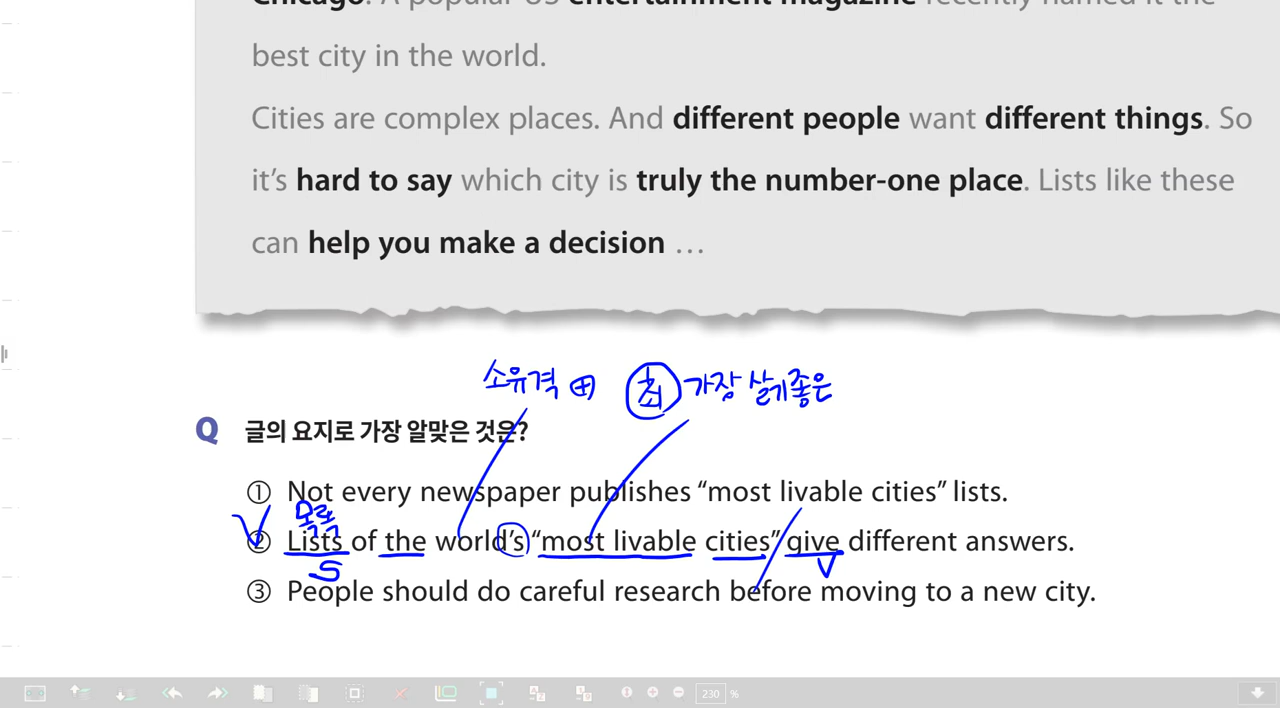 Chicago. A popular US entertainment magazine recently named it the
best city in the world.
Cities are complex places. And different people want different things. So
it's hard to say which city is truly the number-one place. Lists like these
can help you make a decision …
소유격 ⊕ 최 가장 살기좋은
Q 글의 요지로 가장 알맞은 것은?
① Not every newspaper publishes “most livable cities” lists.
목록
② Lists of the world's “most livable cities” give different answers.
S V
③ People should do careful research before moving to a new city.
230 %